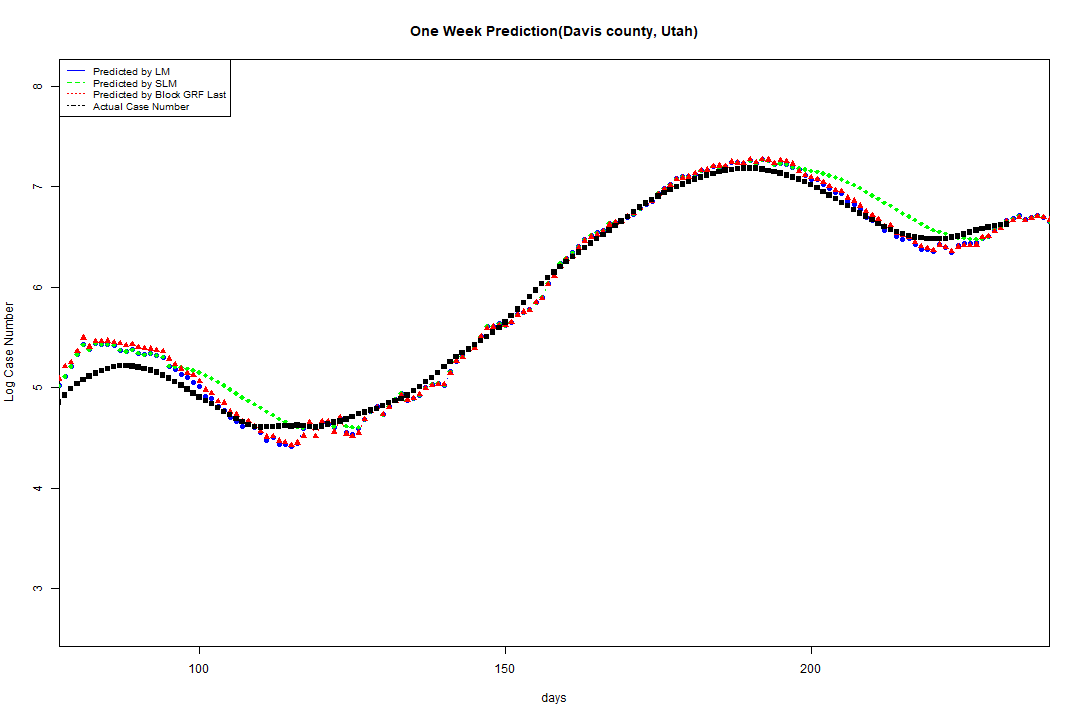 One Week Prediction(Davis county, Utah)
Predicted by LM
Predicted by SLM
Predicted by Block GRF Last
Actual Case Number
8
7
6
5
4
3
Log Case Number
100
150
200
days